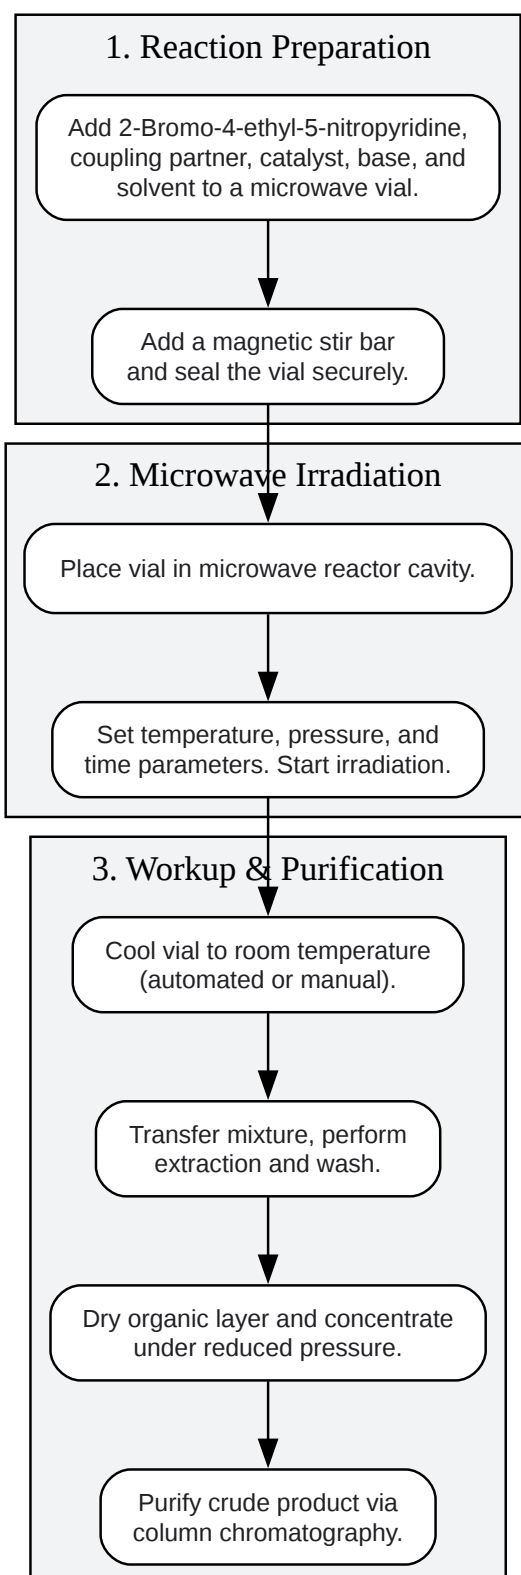 1. Reaction Preparation
Add 2-Bromo-4-ethyl-5-nitropyridine,
coupling partner, catalyst, base, and
solvent to a microwave vial.
Add a magnetic stir bar
and seal the vial securely.
2. Microwave Irradiation
Place vial in microwave reactor cavity.
Set temperature, pressure, and
time parameters. Start irradiation.
3. Workup & Purification
Cool vial to room temperature
(automated or manual).
Transfer mixture, perform
extraction and wash.
Dry organic layer and concentrate
under reduced pressure.
Purify crude product via
column chromatography.